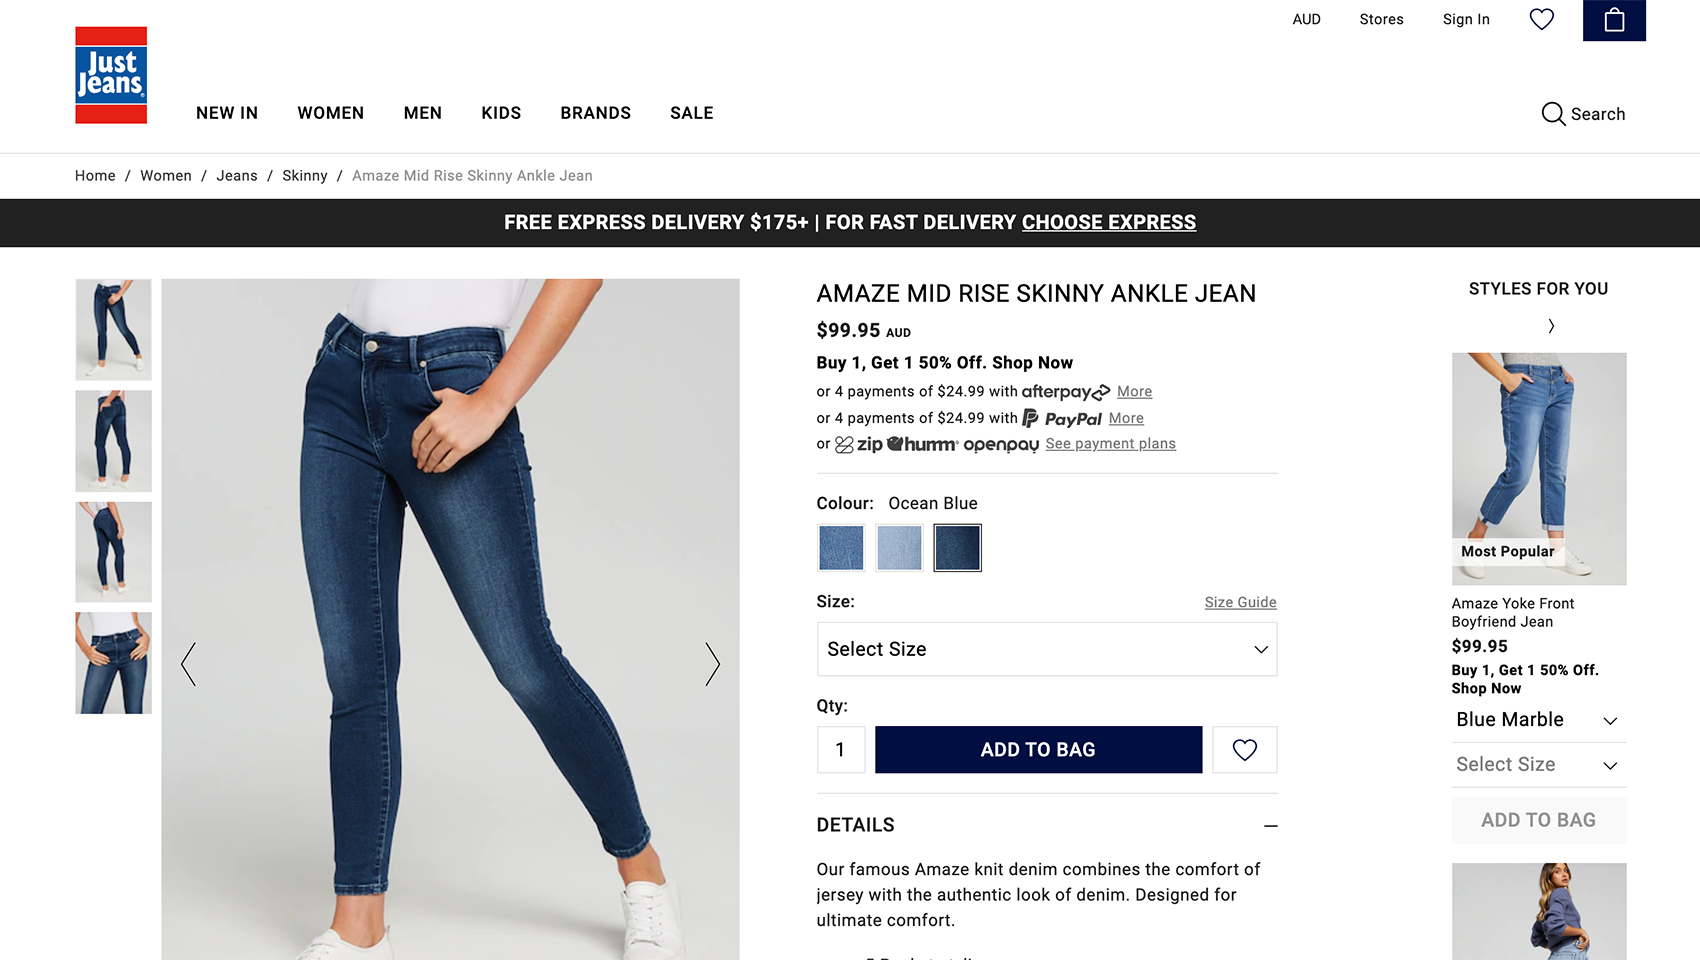 AUD
Stores
Sign In
Just
Jeans
NEW IN
WOMEN
MEN
KIDS
BRANDS
SALE
Search
Home / Women / Jeans / Skinny / Amaze Mid Rise Skinny Ankle Jean
FREE EXPRESS DELIVERY $175+ | FOR FAST DELIVERY CHOOSE EXPRESS
AMAZE MID RISE SKINNY ANKLE JEAN
$99.95 AUD
Buy 1, Get 1 50% Off. Shop Now
or 4 payments of $24.99 with afterpay More
or 4 payments of $24.99 with PayPal More
or zip humm openpay See payment plans
Colour: Ocean Blue
Size:
Size Guide
Select Size
Qty:
1
ADD TO BAG
DETAILS
Our famous Amaze knit denim combines the comfort of
jersey with the authentic look of denim. Designed for
ultimate comfort.
STYLES FOR YOU
Most Popular
Amaze Yoke Front
Boyfriend Jean
$99.95
Buy 1, Get 1 50% Off.
Shop Now
Blue Marble
Select Size
ADD TO BAG